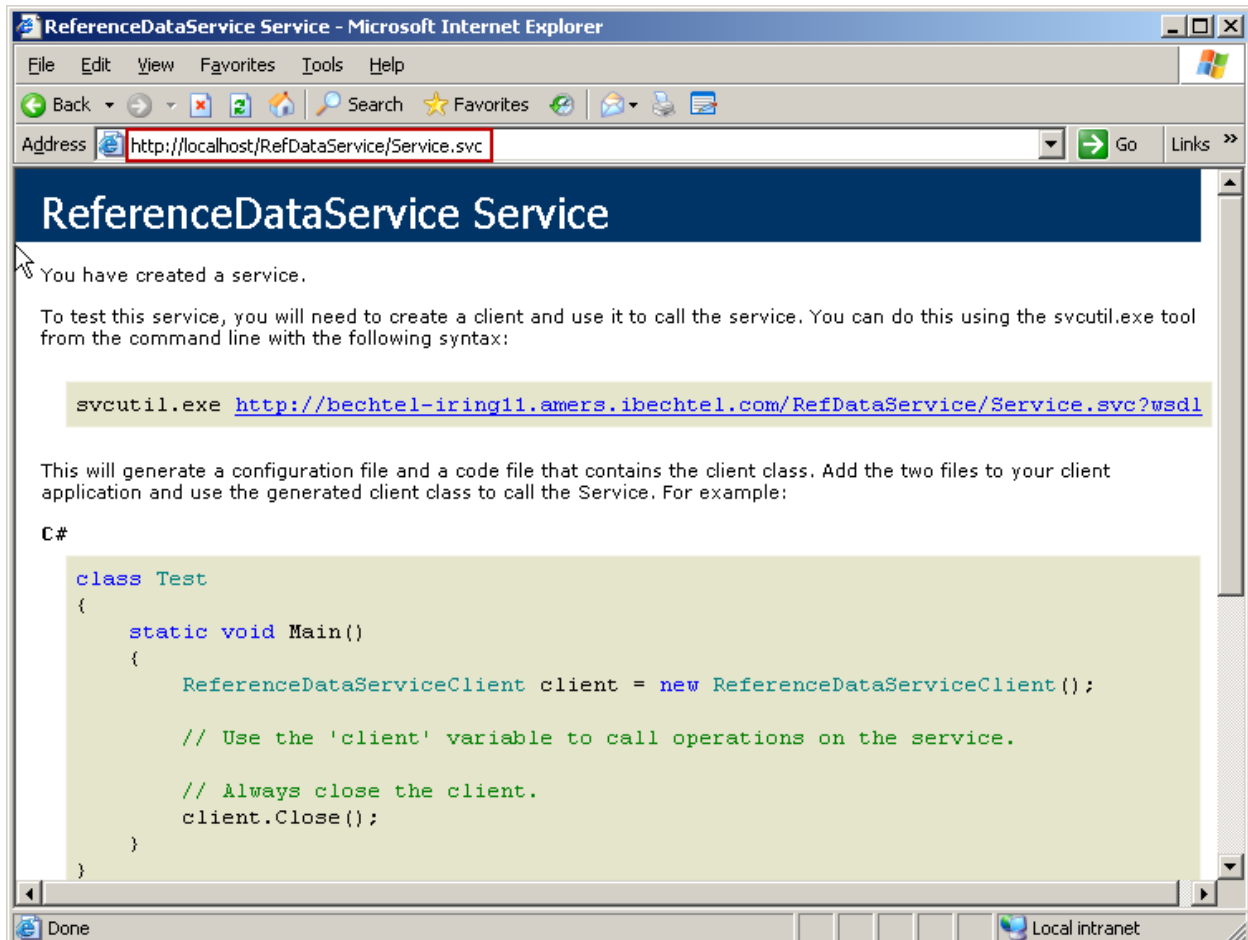 ReferenceDataService Service - Microsoft Internet Explorer
File Edit View Favorites Tools Help
Back Search Favorites
Address http://localhost/RefDataService/Service.svc Go Links »
ReferenceDataService Service
You have created a service.
To test this service, you will need to create a client and use it to call the service. You can do this using the svcutil.exe tool
from the command line with the following syntax:
svcutil.exe http://bechtel-iring11.amers.ibechtel.com/RefDataService/Service.svc?wsdl
This will generate a configuration file and a code file that contains the client class. Add the two files to your client
application and use the generated client class to call the Service. For example:
C#
class Test
{
    static void Main()
    {
        ReferenceDataServiceClient client = new ReferenceDataServiceClient();
        // Use the 'client' variable to call operations on the service.
        // Always close the client.
        client.Close();
    }
}
Done Local intranet